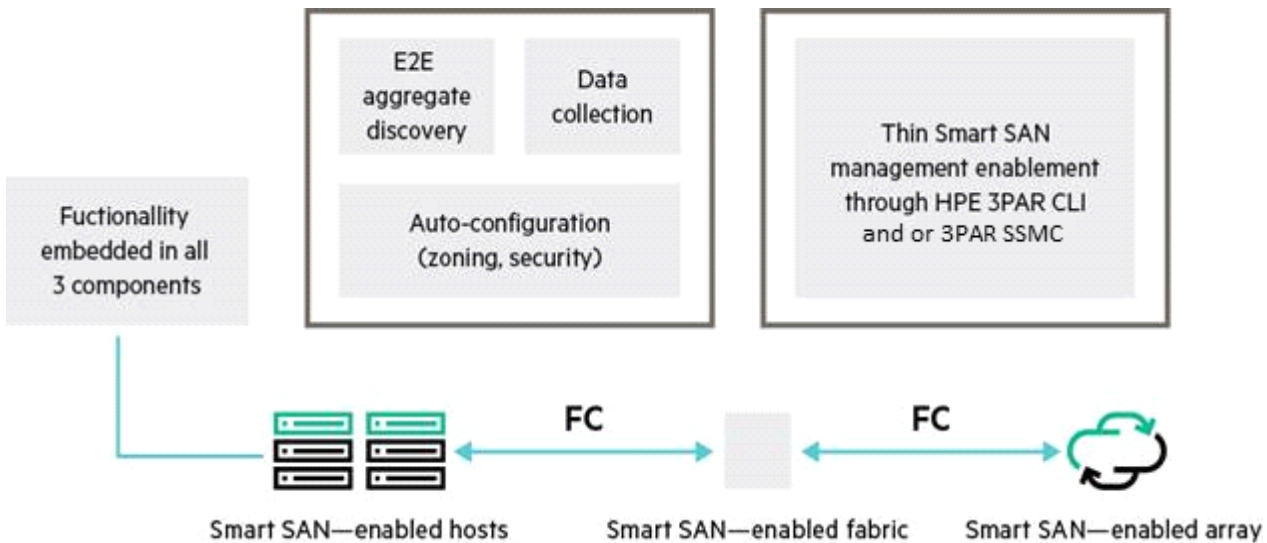 E2E
aggregate
discovery
Data
collection
Auto-configuration
(zoning, security)
Thin Smart SAN
management enablement
through HPE 3PAR CLI
and or 3PAR SSMC
Fuctionallity
embedded in all
3 components
FC
FC
Smart SAN—enabled hosts
Smart SAN—enabled fabric
Smart SAN—enabled array